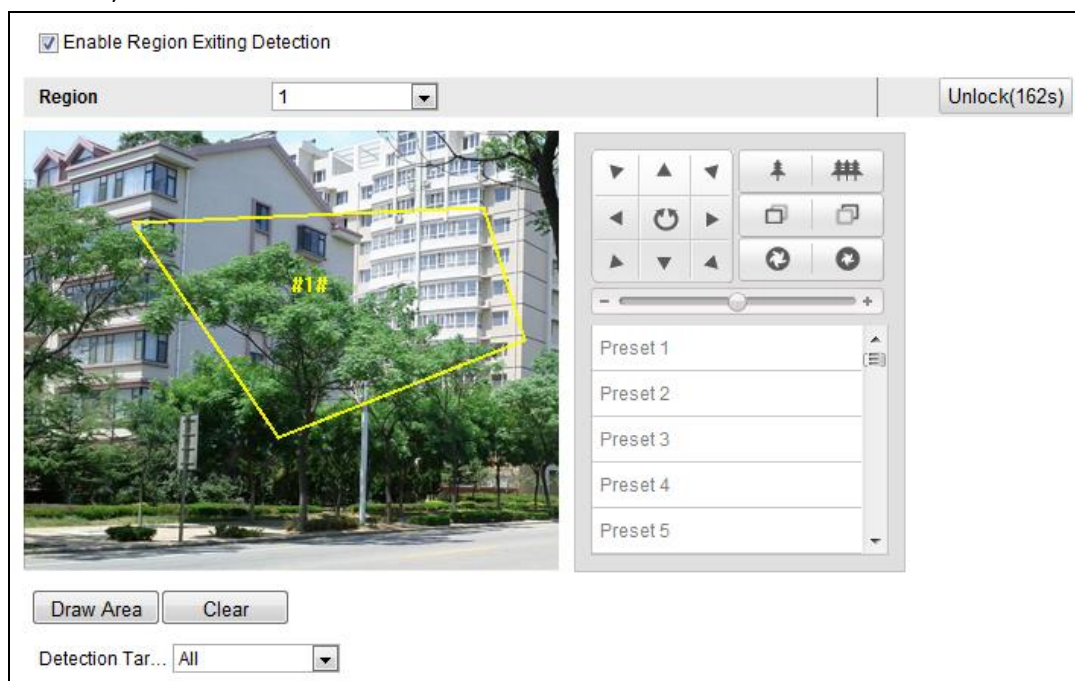 Enable Region Exiting Detection
Region 1 Unlock(162s)
#1#
Preset 1
Preset 2
Preset 3
Preset 4
Preset 5
Draw Area Clear
Detection Tar... All